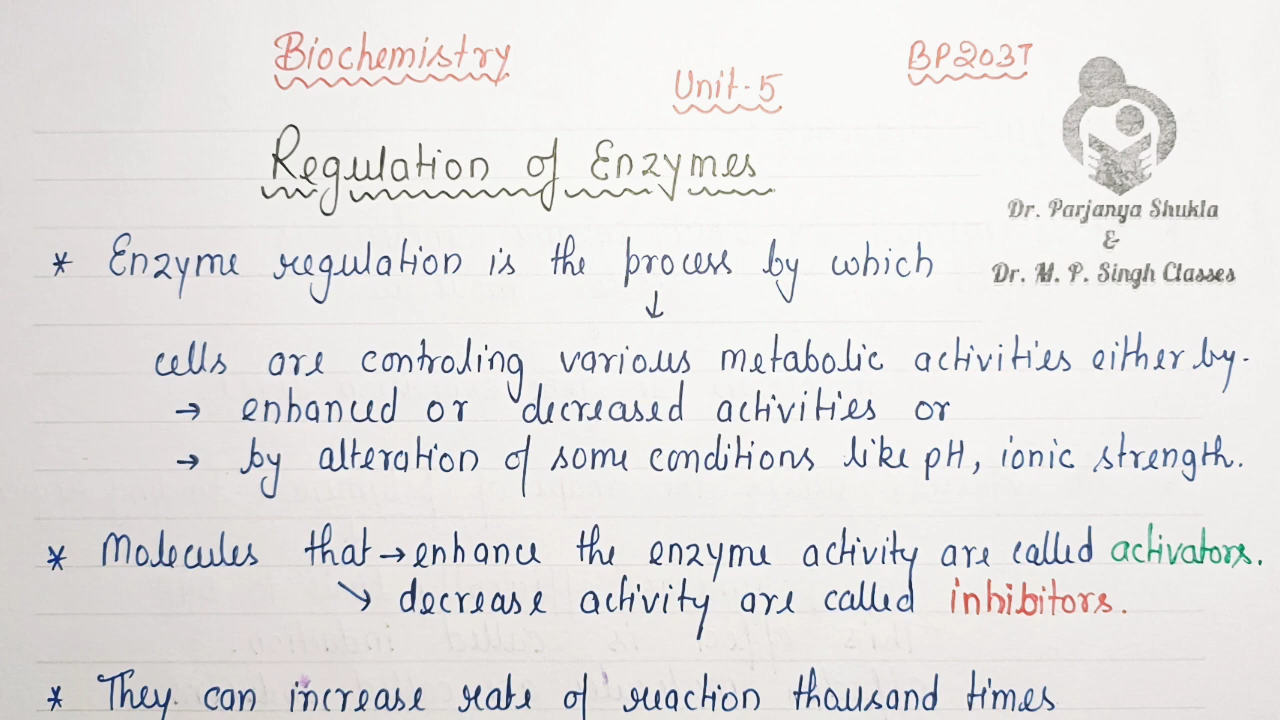 Biochemistry
BP203T
Unit-5
Regulation of Enzymes
Dr. Parjanya Shukla
&
Dr. M. P. Singh Classes
* Enzyme regulation is the process by which
↓
cells are controling various metabolic activities either by-
→ enhanced or decreased activities or
→ by alteration of some conditions like pH, ionic strength.
* Molecules that → enhance the enzyme activity are called activators.
↘ decrease activity are called inhibitors.
* They can increase rate of reaction thousand times